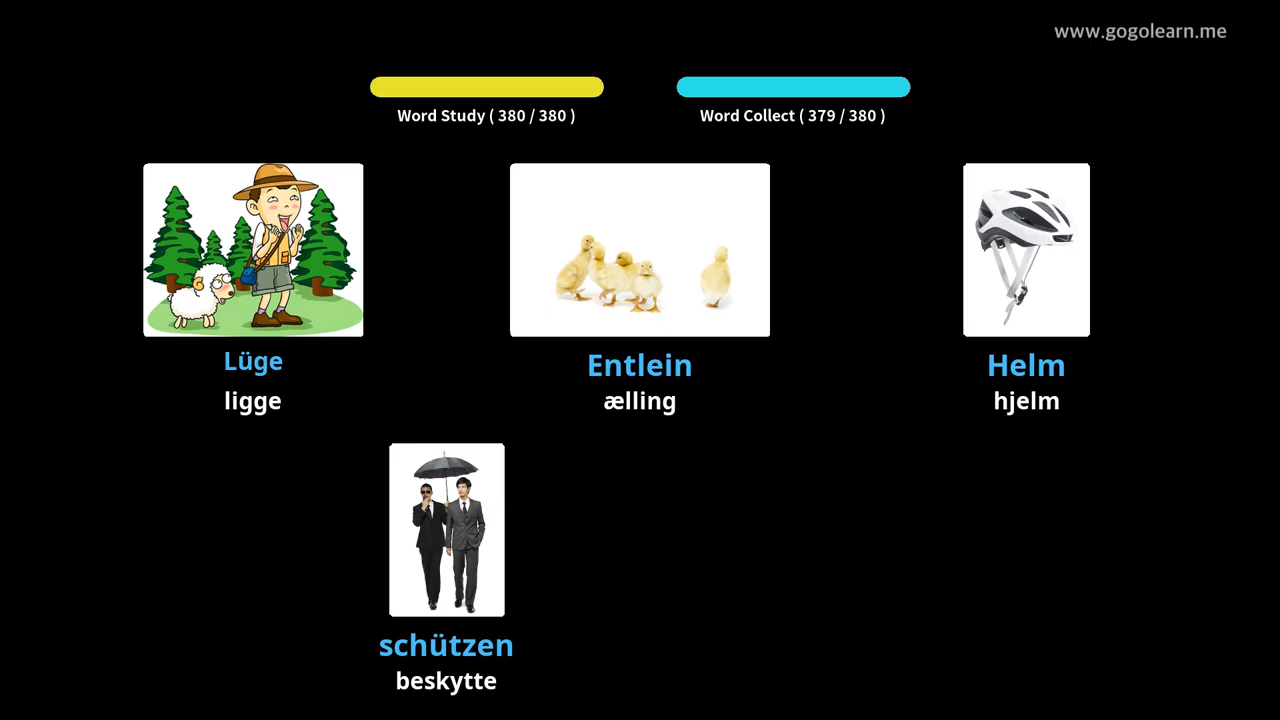 www.gogolearn.me
Word Study ( 380 / 380 )
Word Collect ( 379 / 380 )
Lüge
ligge
Entlein
ælling
Helm
hjelm
schützen
beskytte